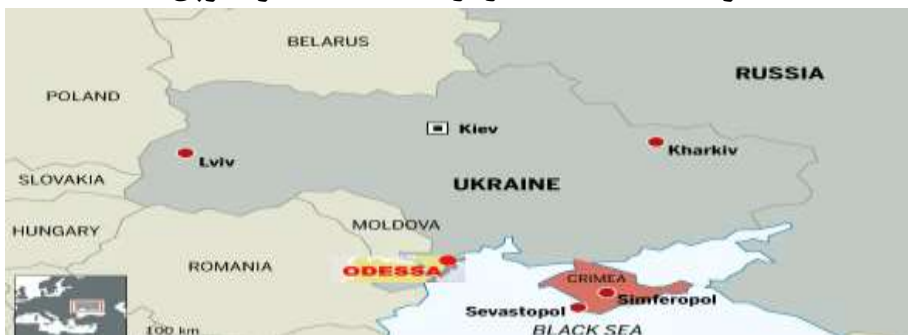 BELARUS
RUSSIA
POLAND
Kiev
Kharkiv
Lviv
SLOVAKIA
UKRAINE
HUNGARY
MOLDOVA
ROMANIA
ODESSA
CRIMEA
Simferopol
Sevastopol
100 km
BLACK SEA